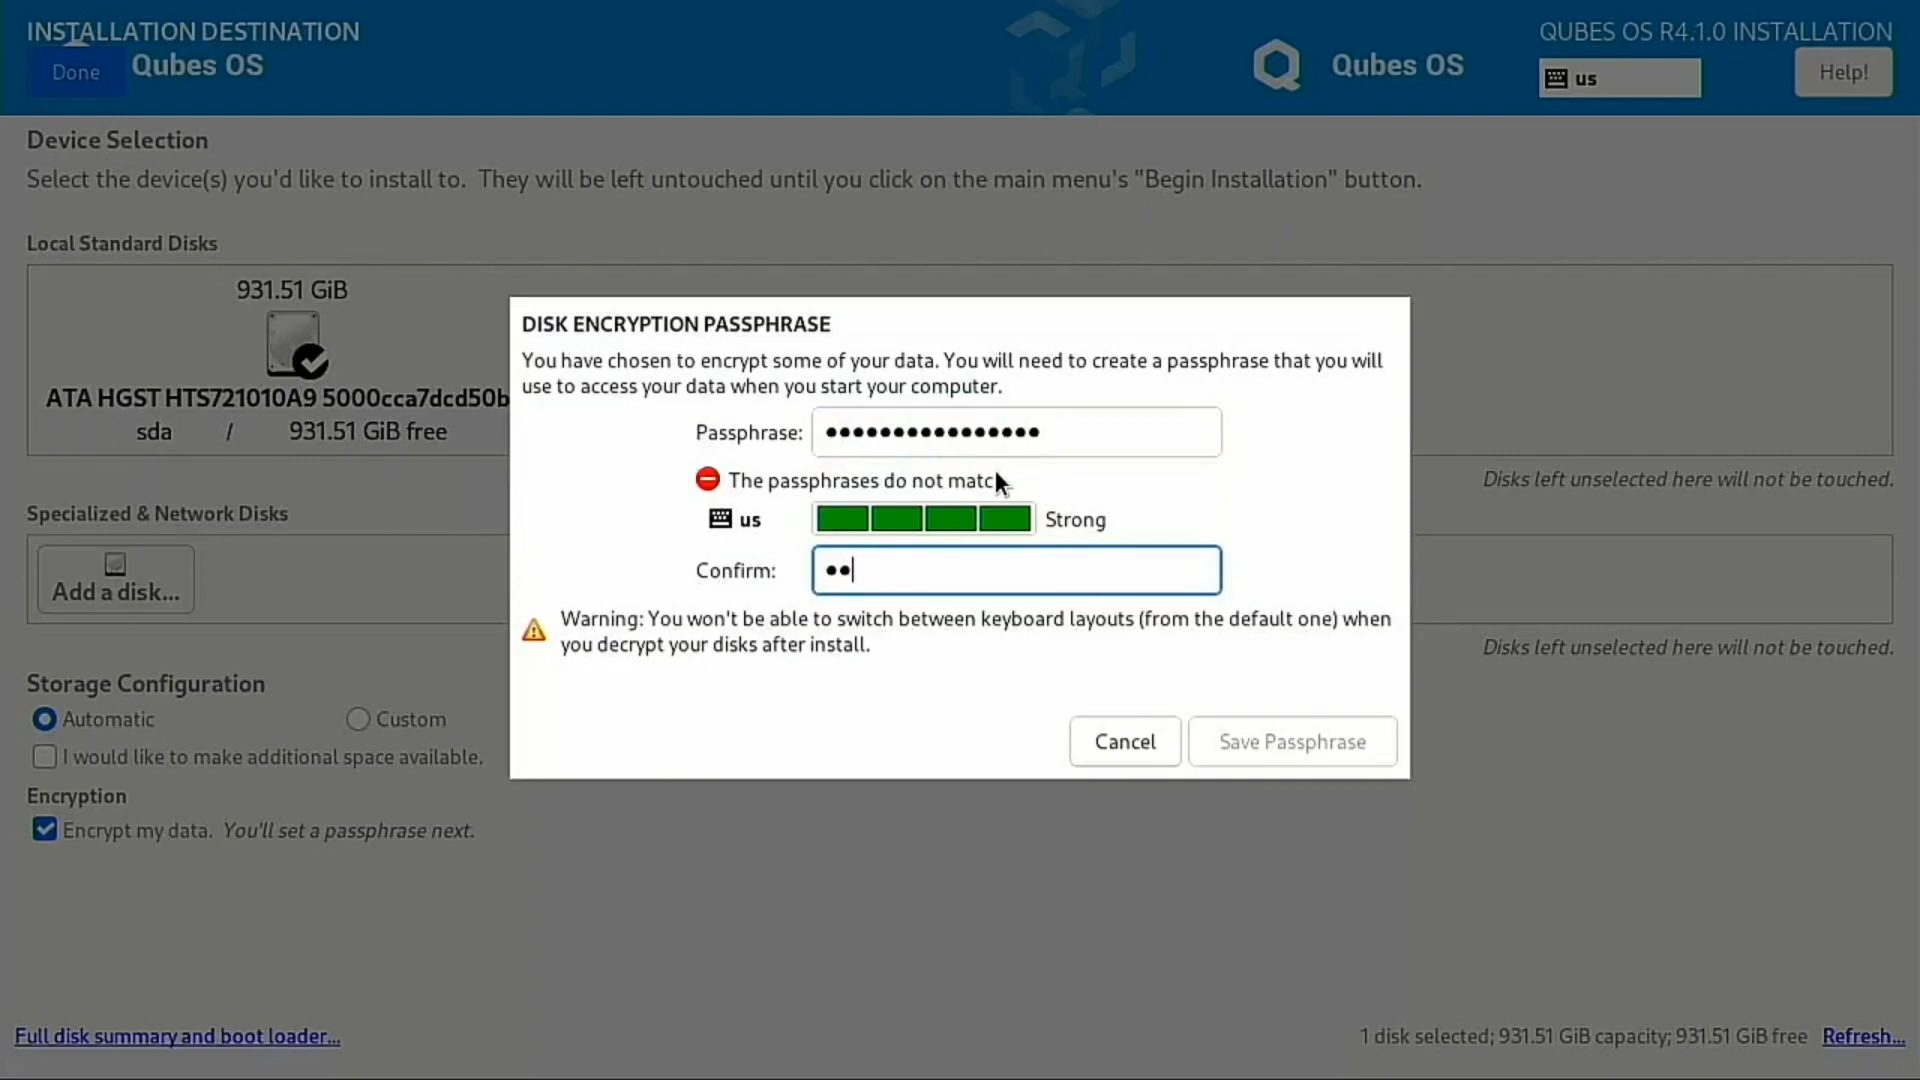 INSTALLATION DESTINATION
QUBES OS R4.1.0 INSTALLATION
Done
Qubes OS
Qubes OS
us
Help!
Device Selection
Select the device(s) you'd like to install to. They will be left untouched until you click on the main menu's "Begin Installation" button.
Local Standard Disks
931.51 GiB
ATA HGST HTS721010A9 5000cca7dcd50b
sda / 931.51 GiB free
Disks left unselected here will not be touched.
Specialized & Network Disks
Add a disk...
Disks left unselected here will not be touched.
Storage Configuration
Automatic
Custom
I would like to make additional space available.
Encryption
Encrypt my data. You'll set a passphrase next.
DISK ENCRYPTION PASSPHRASE
You have chosen to encrypt some of your data. You will need to create a passphrase that you will
use to access your data when you start your computer.
Passphrase: ••••••••••••••••
The passphrases do not matc
us
Strong
Confirm: ••
Warning: You won't be able to switch between keyboard layouts (from the default one) when
you decrypt your disks after install.
Cancel
Save Passphrase
Full disk summary and boot loader...
1 disk selected; 931.51 GiB capacity; 931.51 GiB free Refresh...